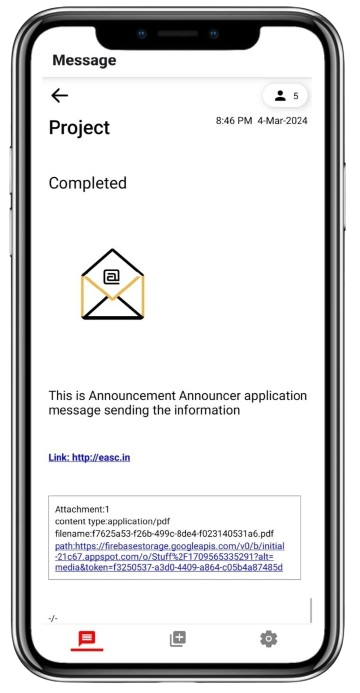 Message
5
Project
8:46 PM 4-Mar-2024
Completed
@
This is Announcement Announcer application
message sending the information
Link: http://easc.in
Attachment:1
content type:application/pdf
filename:f7625a53-f26b-499c-8de4-f023140531a6.pdf
path:https://firebasestorage.googleapis.com/v0/b/initial
-21c67.appspot.com/o/Stuff%2F1709565335291?alt=
media&token=f3250537-a3d0-4409-a864-c05b4a87485d
-/-